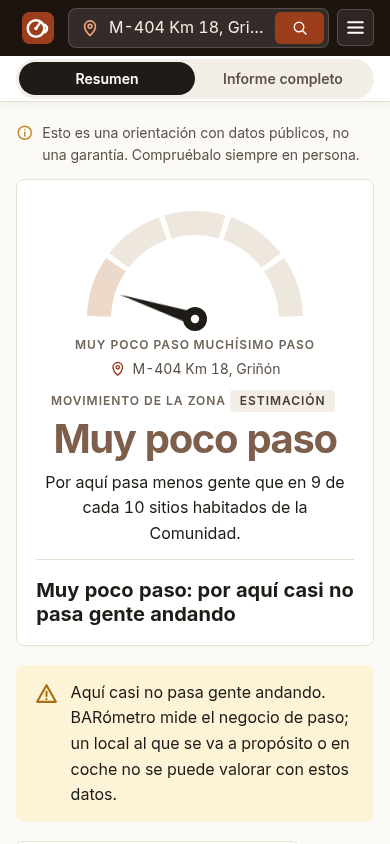 M-404 Km 18, Gri...
Resumen
Informe completo
Esto es una orientación con datos públicos, no
una garantía. Compruébalo siempre en persona.
MUY POCO PASO MUCHÍSIMO PASO
M-404 Km 18, Griñón
MOVIMIENTO DE LA ZONA ESTIMACIÓN
Muy poco paso
Por aquí pasa menos gente que en 9 de
cada 10 sitios habitados de la
Comunidad.
Muy poco paso: por aquí casi no
pasa gente andando
Aquí casi no pasa gente andando.
BARómetro mide el negocio de paso;
un local al que se va a propósito o en
coche no se puede valorar con estos
datos.